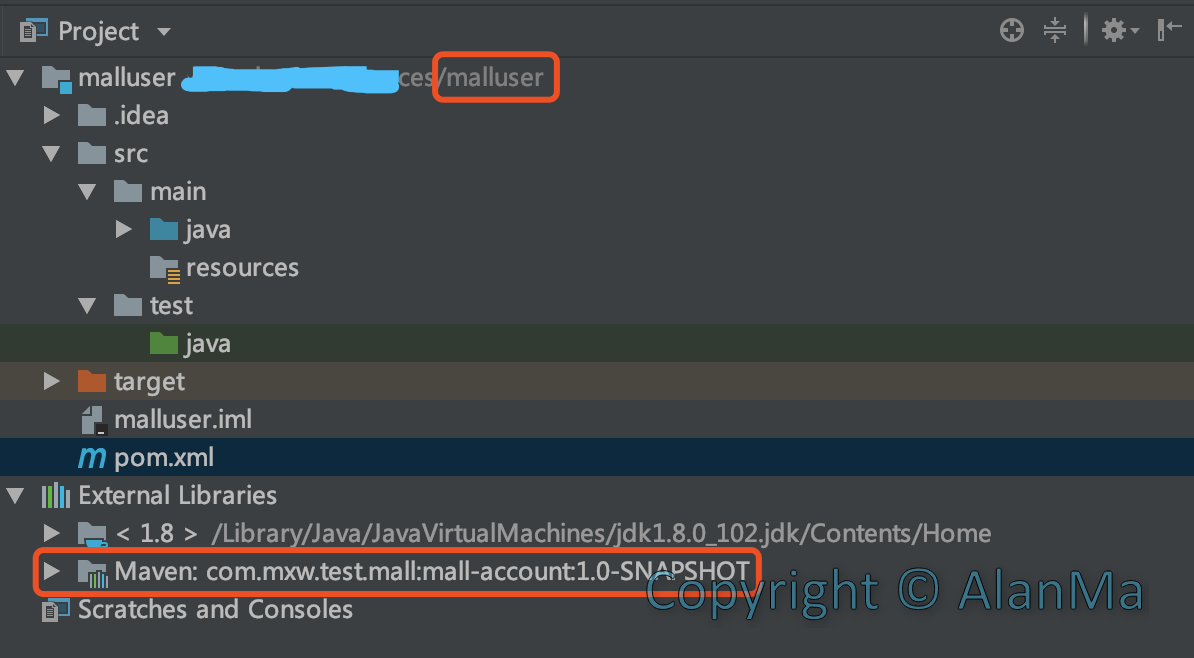 Project
malluser ces/malluser
.idea
src
main
java
resources
test
java
target
malluser.iml
pom.xml
External Libraries
< 1.8 > /Library/Java/JavaVirtualMachines/jdk1.8.0_102.jdk/Contents/Home
Maven: com.mxw.test.mall:mall-account:1.0-SNAPSHOT
Copyright © AlanMa
Scratches and Consoles